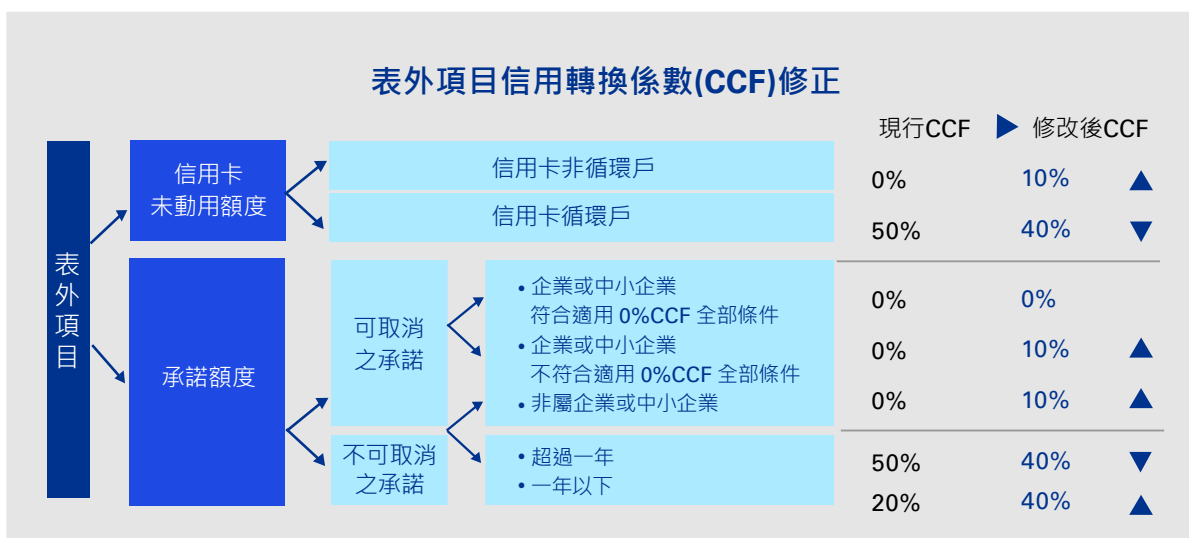 表外項目信用轉換係數(CCF)修正
現行CCF ▶ 修改後CCF
表外項目
信用卡
未動用額度
信用卡非循環戶
0% 10% ▲
信用卡循環戶
50% 40% ▼
承諾額度
可取消
之承諾
• 企業或中小企業
符合適用 0%CCF 全部條件
0% 0%
• 企業或中小企業
不符合適用 0%CCF 全部條件
0% 10% ▲
• 非屬企業或中小企業
0% 10% ▲
不可取消
之承諾
• 超過一年
50% 40% ▼
• 一年以下
20% 40% ▲